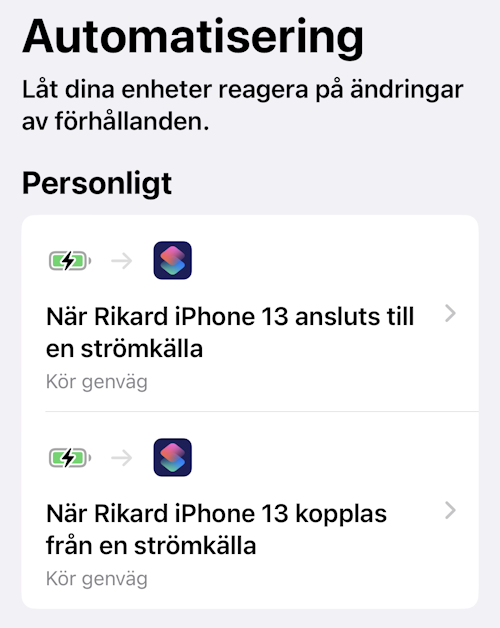 Automatisering
Låt dina enheter reagera på ändringar
av förhållanden.
Personligt
När Rikard iPhone 13 ansluts till
en strömkälla
Kör genväg
När Rikard iPhone 13 kopplas
från en strömkälla
Kör genväg